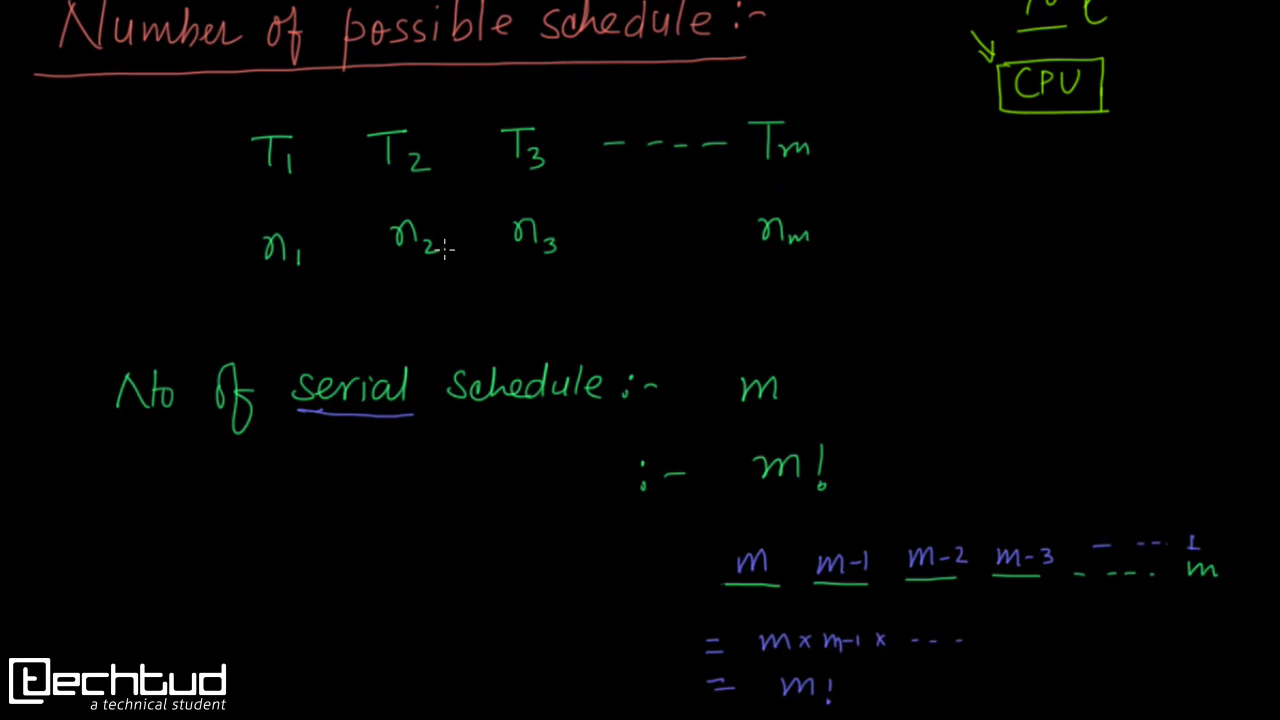 Number of possible schedule :-
CPU
T1 T2 T3 ---- Tm
n1 n2 n3 nm
No of serial schedule :- m
:- m!
m m-1 m-2 m-3 - --- 1
- --- m
= m x m-1 x ----
= m!
techtud
a technical student